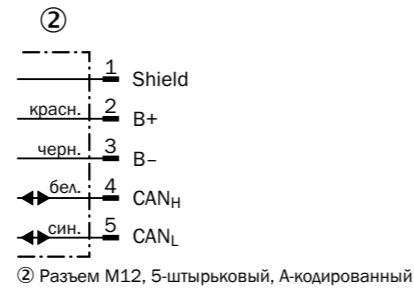 ②
1 Shield
красн. 2 B+
черн. 3 B–
бел. 4 CANH
син. 5 CANL
② Разъем M12, 5-штырьковый, A-кодированный